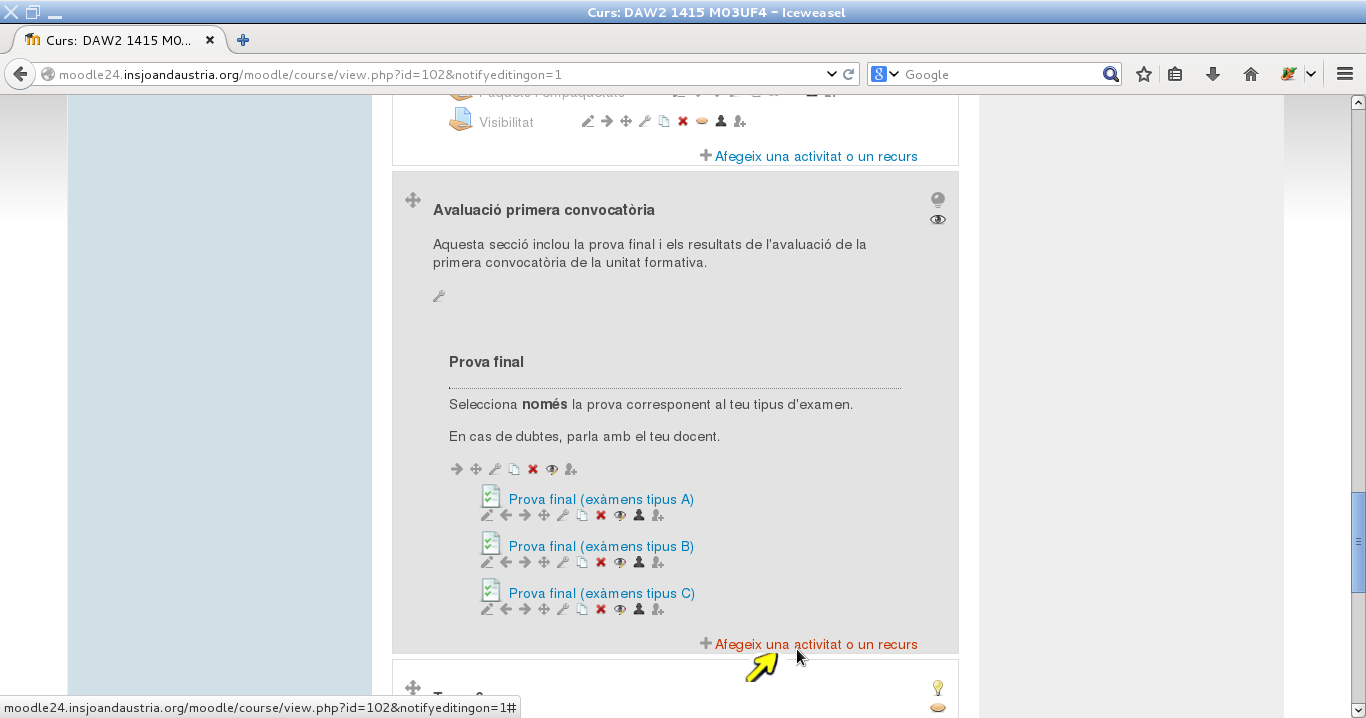 Curs: DAW2 1415 M03UF4 - Iceweasel
Curs: DAW2 1415 M0...
moodle24.insjoandaustria.org/moodle/course/view.php?id=102&notifyeditingon=1
Google
Visibilitat
Afegeix una activitat o un recurs
Avaluació primera convocatòria
Aquesta secció inclou la prova final i els resultats de l'avaluació de la
primera convocatòria de la unitat formativa.
Prova final
Selecciona només la prova corresponent al teu tipus d'examen.
En cas de dubtes, parla amb el teu docent.
Prova final (exàmens tipus A)
Prova final (exàmens tipus B)
Prova final (exàmens tipus C)
Afegeix una activitat o un recurs
moodle24.insjoandaustria.org/moodle/course/view.php?id=102&notifyeditingon=1#